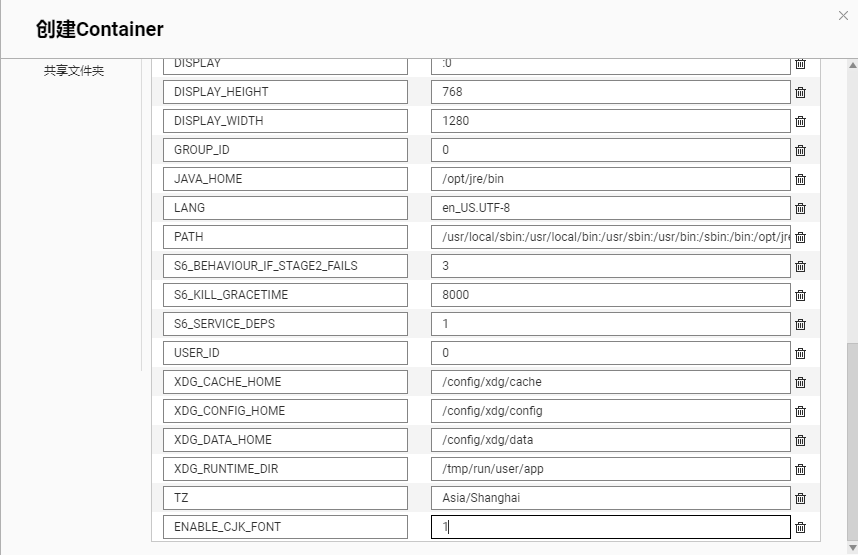 创建Container
共享文件夹
DISPLAY :0
DISPLAY_HEIGHT 768
DISPLAY_WIDTH 1280
GROUP_ID 0
JAVA_HOME /opt/jre/bin
LANG en_US.UTF-8
PATH /usr/local/sbin:/usr/local/bin:/usr/sbin:/usr/bin:/sbin:/bin:/opt/jre
S6_BEHAVIOUR_IF_STAGE2_FAILS 3
S6_KILL_GRACETIME 8000
S6_SERVICE_DEPS 1
USER_ID 0
XDG_CACHE_HOME /config/xdg/cache
XDG_CONFIG_HOME /config/xdg/config
XDG_DATA_HOME /config/xdg/data
XDG_RUNTIME_DIR /tmp/run/user/app
TZ Asia/Shanghai
ENABLE_CJK_FONT 1